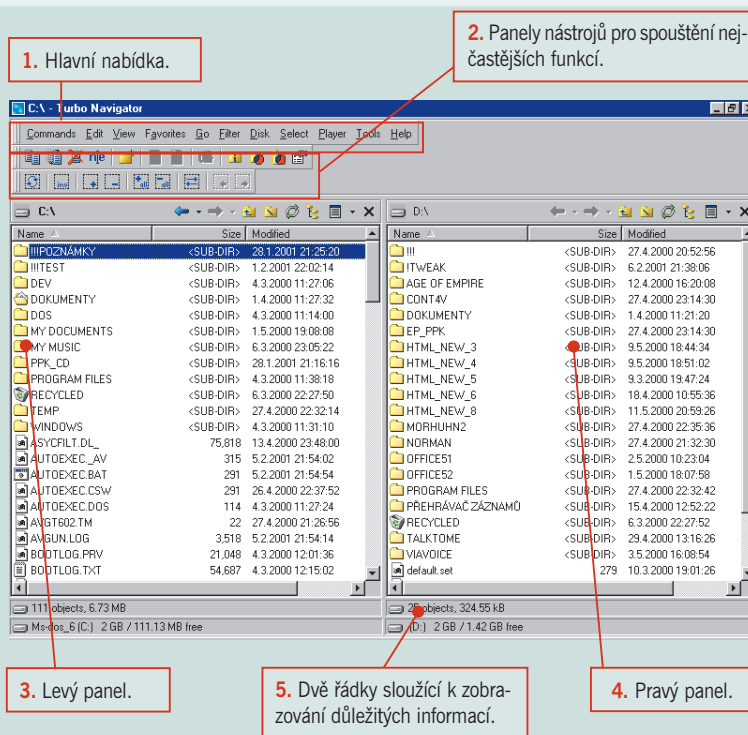 1. Hlavní nabídka.
2. Panely nástrojů pro spouštění nej-
častějších funkcí.
C:\ - Turbo Navigator
Commands Edit View Favorites Go Filter Disk Select Player Tools Help
C:\
Name Size Modified
!!!POZNÁMKY <SUB-DIR> 28.1.2001 21:25:20
!!!TEST <SUB-DIR> 1.2.2001 22:02:14
DEV <SUB-DIR> 4.3.2000 11:27:06
DOKUMENTY <SUB-DIR> 1.4.2000 11:27:32
DOS <SUB-DIR> 4.3.2000 11:14:00
MY DOCUMENTS <SUB-DIR> 1.5.2000 19:08:08
MY MUSIC <SUB-DIR> 6.3.2000 23:05:22
PPK_CD <SUB-DIR> 28.1.2001 21:16:16
PROGRAM FILES <SUB-DIR> 4.3.2000 11:38:18
RECYCLED <SUB-DIR> 6.3.2000 22:27:50
TEMP <SUB-DIR> 27.4.2000 22:32:14
WINDOWS <SUB-DIR> 4.3.2000 11:31:10
ASYCFILT.DL_ 75,818 13.4.2000 23:48:00
AUTOEXEC._AV 315 5.2.2001 21:54:02
AUTOEXEC.BAT 291 5.2.2001 21:54:54
AUTOEXEC.CSW 291 26.4.2000 22:37:52
AUTOEXEC.DOS 114 4.3.2000 11:27:24
AVGT602.TM 22 27.4.2000 21:26:56
AVGUN.LOG 3,518 5.2.2001 21:54:14
BOOTLOG.PRV 21,048 4.3.2000 12:01:36
BOOTLOG.TXT 54,687 4.3.2000 12:15:02
111 objects, 6.73 MB
Ms-dos_6 (C:) 2 GB / 111.13 MB free
D:\
Name Size Modified
!!! <SUB-DIR> 27.4.2000 20:52:56
!TWEAK <SUB-DIR> 6.2.2001 21:38:06
AGE OF EMPIRE <SUB-DIR> 12.4.2000 16:20:08
CONT4V <SUB-DIR> 27.4.2000 23:14:30
DOKUMENTY <SUB-DIR> 1.4.2000 11:21:20
EP_PPK <SUB-DIR> 27.4.2000 23:14:30
HTML_NEW_3 <SUB-DIR> 9.5.2000 18:44:34
HTML_NEW_4 <SUB-DIR> 9.5.2000 18:51:02
HTML_NEW_5 <SUB-DIR> 9.3.2000 19:47:24
HTML_NEW_6 <SUB-DIR> 18.4.2000 10:55:36
HTML_NEW_8 <SUB-DIR> 11.5.2000 20:59:26
MORHUHN2 <SUB-DIR> 27.4.2000 22:35:36
NORMAN <SUB-DIR> 27.4.2000 21:32:30
OFFICE51 <SUB-DIR> 2.5.2000 10:23:04
OFFICE52 <SUB-DIR> 1.5.2000 18:07:58
PROGRAM FILES <SUB-DIR> 27.4.2000 22:32:42
PŘEHRÁVAČ ZÁZNAMŮ <SUB-DIR> 15.4.2000 12:52:22
RECYCLED <SUB-DIR> 6.3.2000 22:27:52
TALKTOME <SUB-DIR> 29.4.2000 13:16:26
VIAVOICE <SUB-DIR> 3.5.2000 16:08:54
default.set 279 10.3.2000 19:01:26
objects, 324.55 kB
(D:) 2 GB / 1.42 GB free
3. Levý panel.
5. Dvě řádky sloužící k zobra-
zování důležitých informací.
4. Pravý panel.